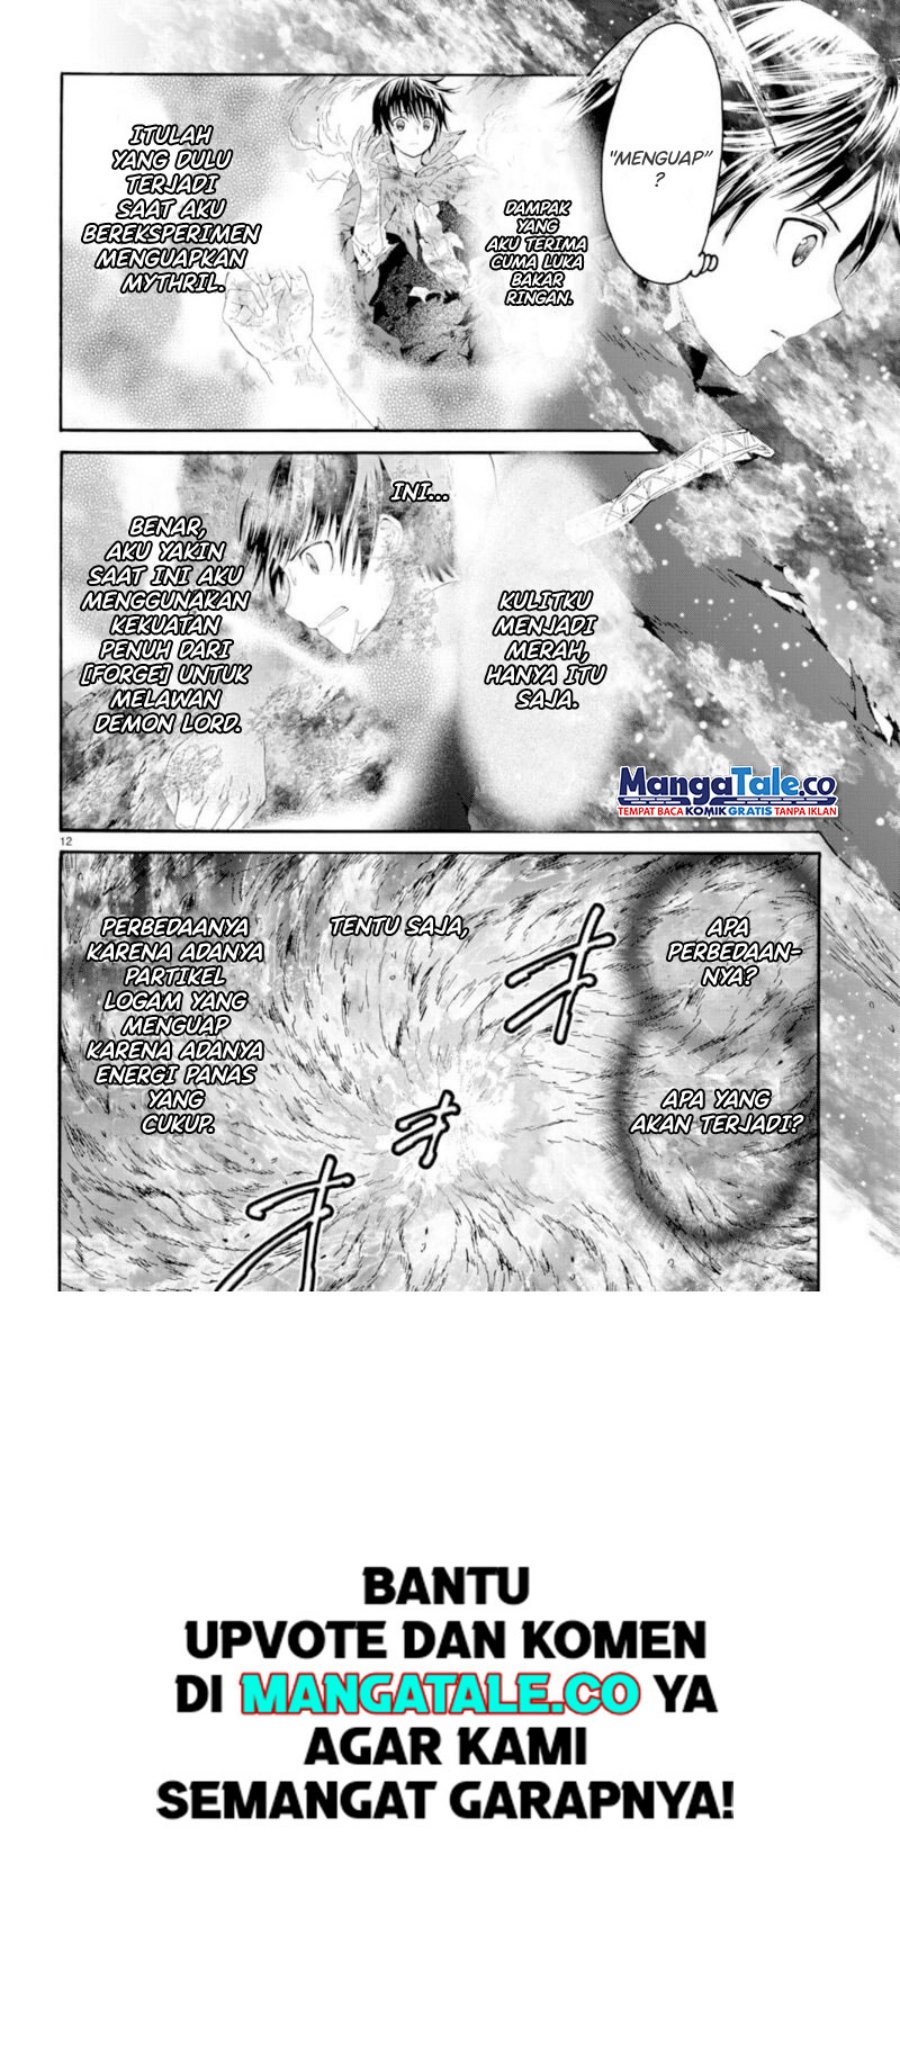 "MENGUAP"
?
DAMPAK
YANG
AKU TERIMA
CUMA LUKA
BAKAR
RINGAN.
ITULAH
YANG DULU
TERJADI
SAAT AKU
BEREKSPERIMEN
MENGUAPKAN
MYTHRIL.
KULITKU
MENJADI
MERAH,
HANYA ITU
SAJA.
INI...
BENAR,
AKU YAKIN
SAAT INI AKU
MENGGUNAKAN
KEKUATAN
PENUH DARI
[FORGE] UNTUK
MELAWAN
DEMON LORD.
MangaTale.co
TEMPAT BACA KOMIK GRATIS TANPA IKLAN
12
APA
PERBEDAAN-
NYA?
APA YANG
AKAN TERJADI?
TENTU SAJA,
PERBEDAANYA
KARENA ADANYA
PARTIKEL
LOGAM YANG
MENGUAP
KARENA ADANYA
ENERGI PANAS
YANG
CUKUP.
オオオ
BANTU
UPVOTE DAN KOMEN
DI MANGATALE.CO YA
AGAR KAMI
SEMANGAT GARAPNYA!